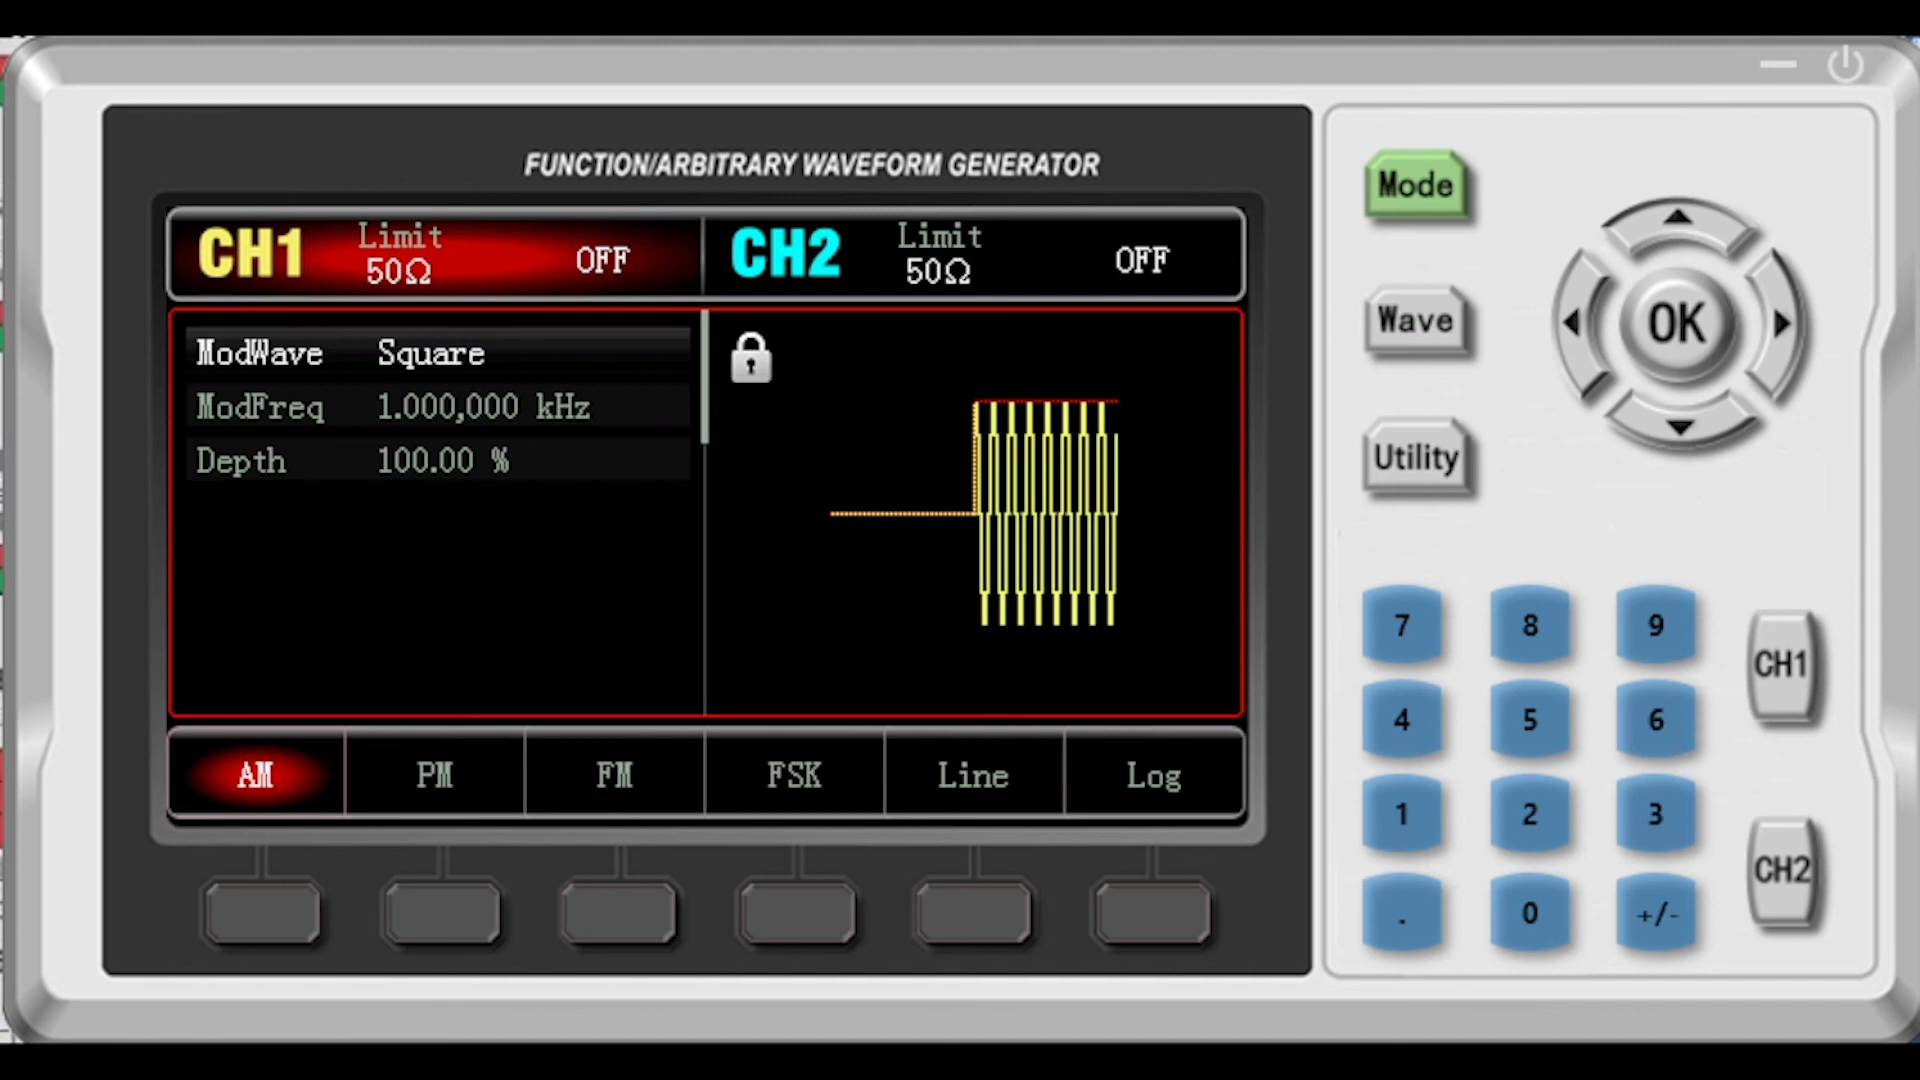 FUNCTION/ARBITRARY WAVEFORM GENERATOR
CH1 Limit 50Ω OFF CH2 Limit 50Ω OFF
ModWave Square
ModFreq 1.000,000 kHz
Depth 100.00 %
AM PM FM FSK Line Log
Mode
Wave
Utility
OK
7 8 9
4 5 6
1 2 3
. 0 +/-
CH1
CH2